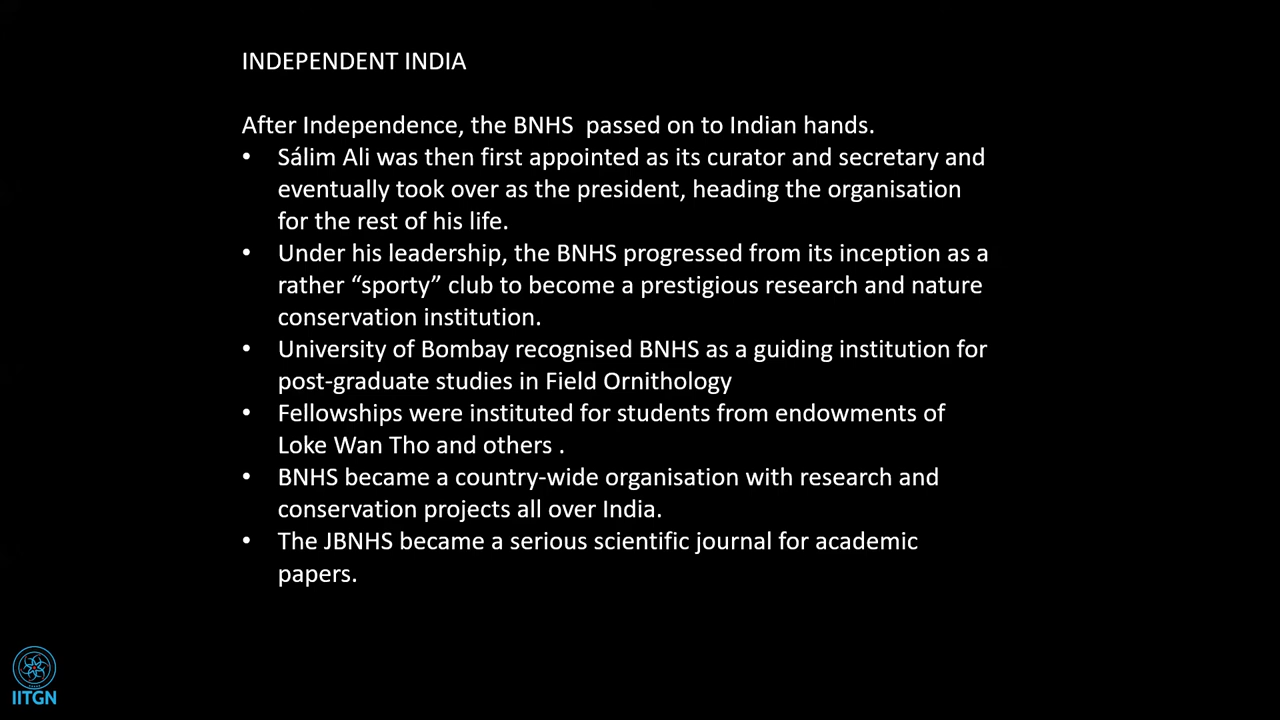 INDEPENDENT INDIA
After Independence, the BNHS  passed on to Indian hands.
• Sálim Ali was then first appointed as its curator and secretary and
eventually took over as the president, heading the organisation
for the rest of his life.
• Under his leadership, the BNHS progressed from its inception as a
rather “sporty” club to become a prestigious research and nature
conservation institution.
• University of Bombay recognised BNHS as a guiding institution for
post-graduate studies in Field Ornithology
• Fellowships were instituted for students from endowments of
Loke Wan Tho and others .
• BNHS became a country-wide organisation with research and
conservation projects all over India.
• The JBNHS became a serious scientific journal for academic
papers.
IITGN